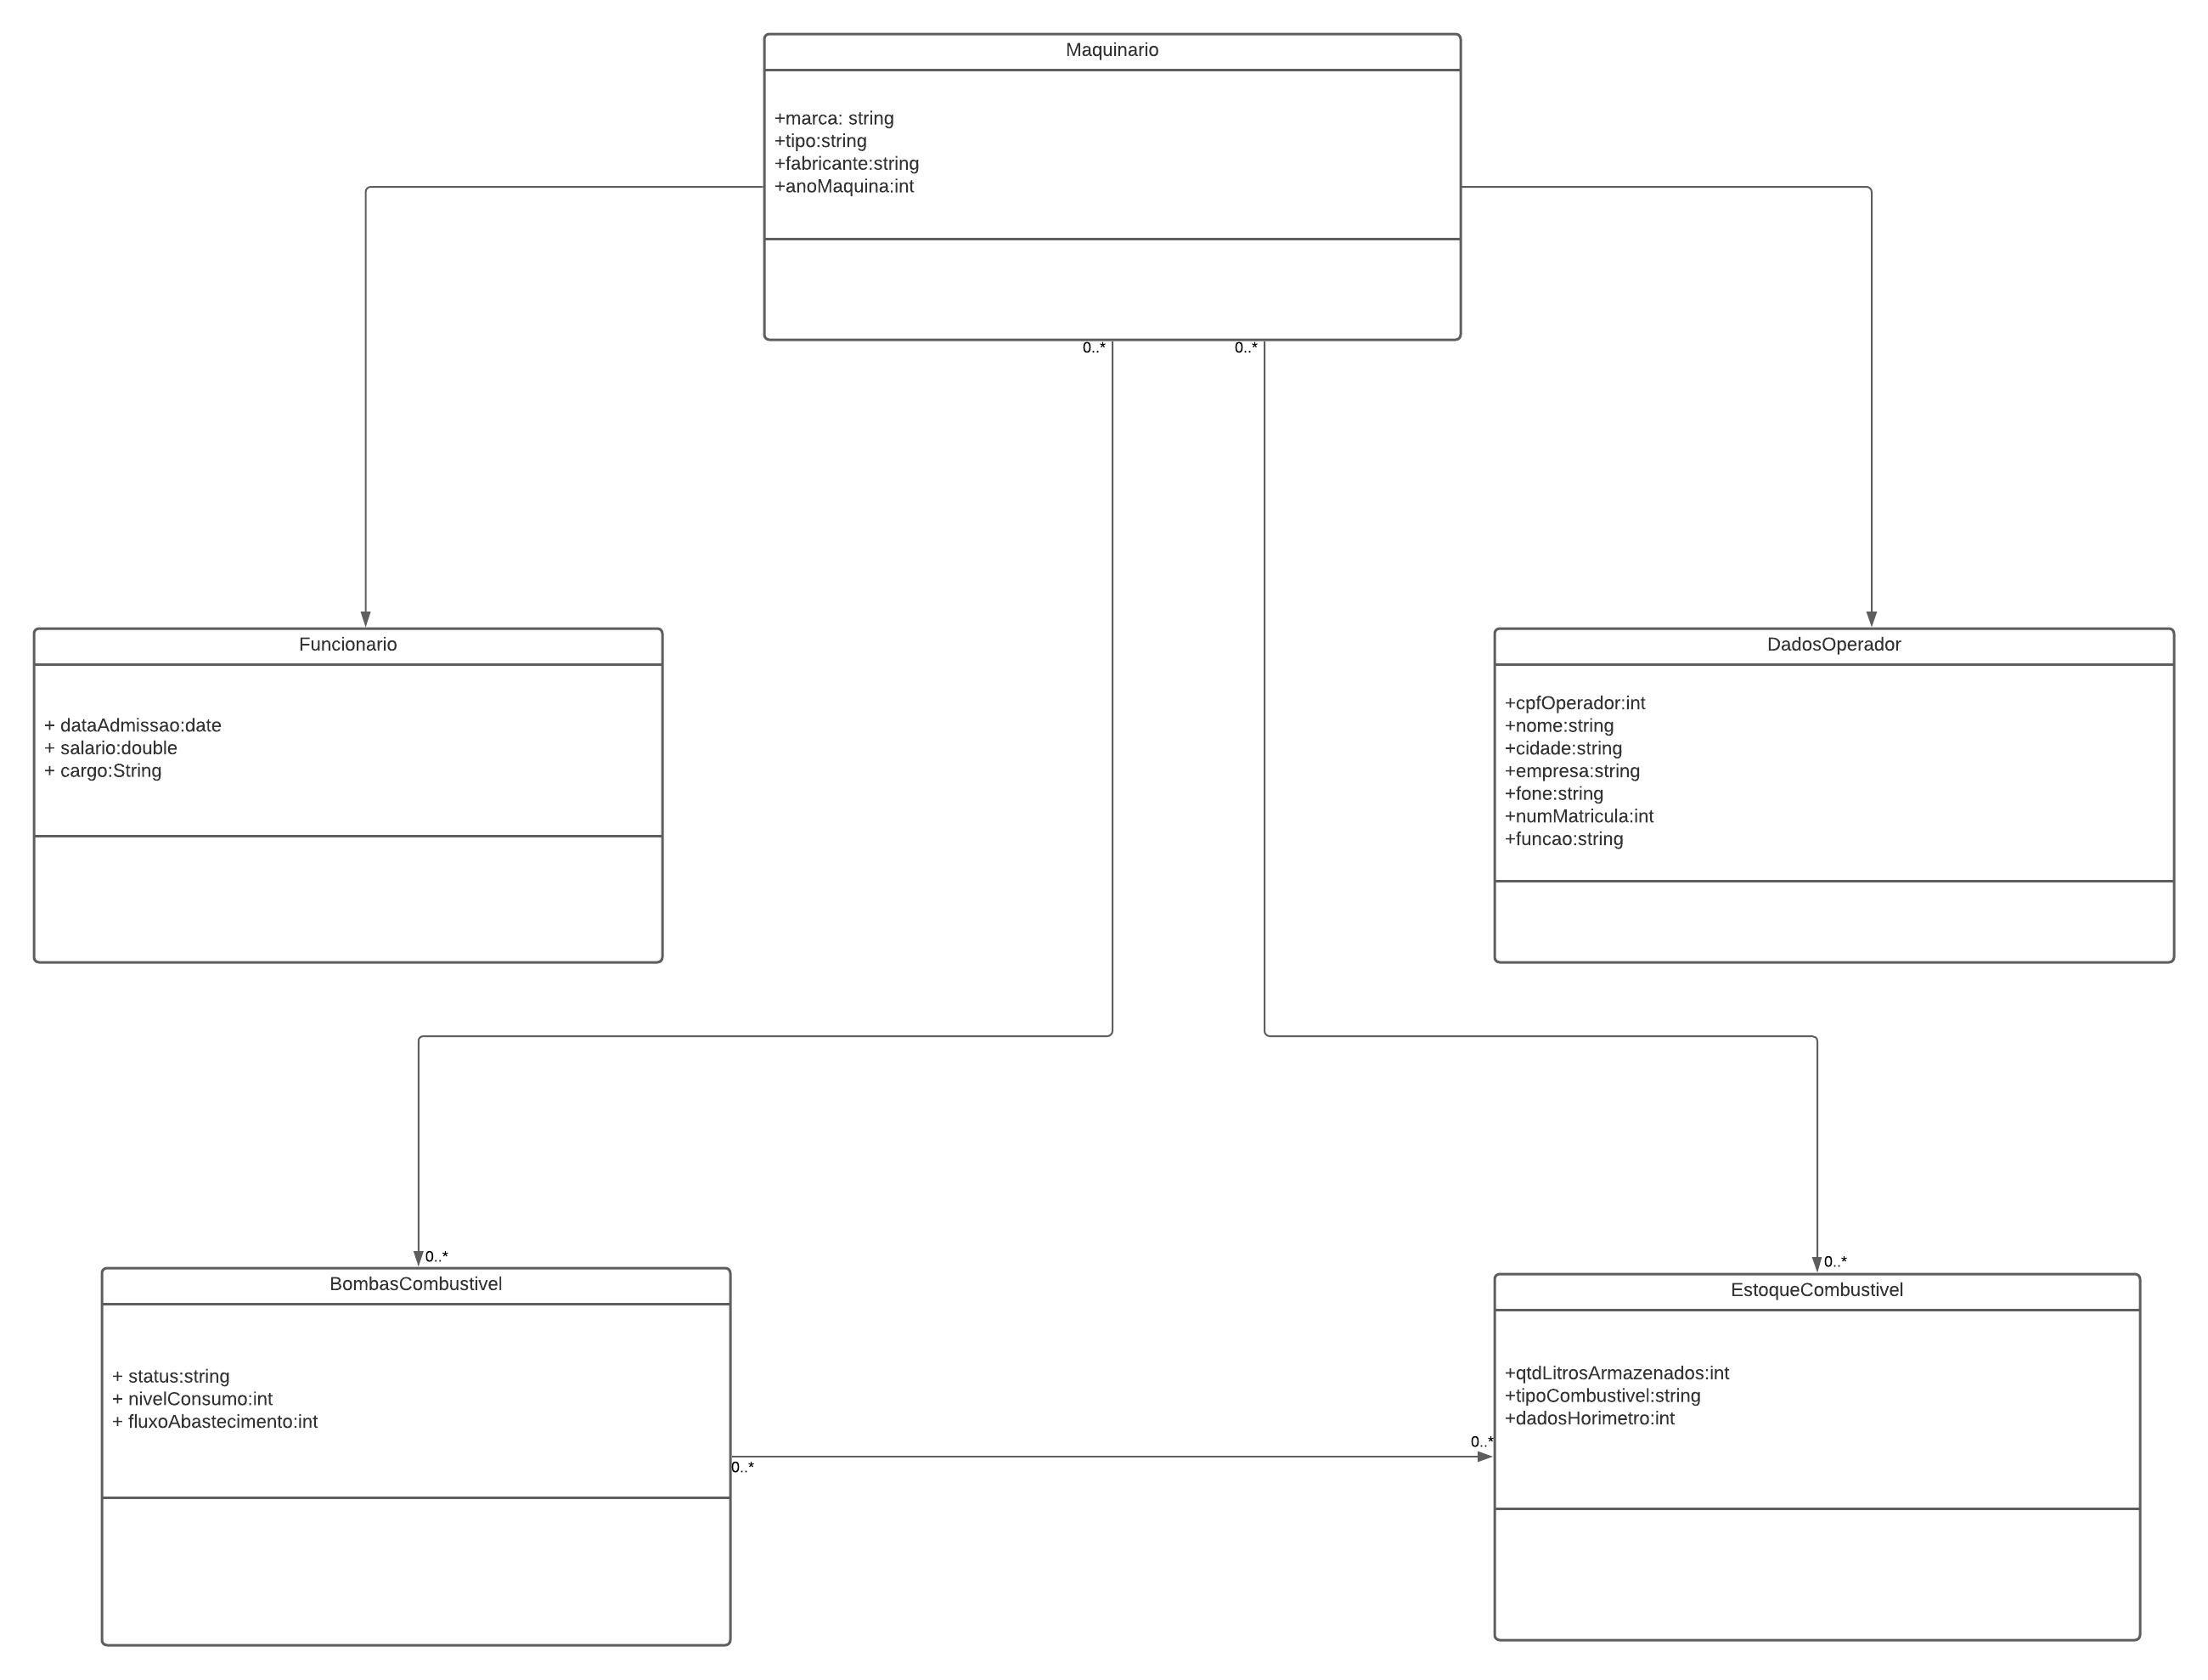 Maquinario
+marca: string
+tipo:string
+fabricante:string
+anoMaquina:int
0..*
0..*
Funcionario
+ dataAdmissao:date
+ salario:double
+ cargo:String
DadosOperador
+cpfOperador:int
+nome:string
+cidade:string
+empresa:string
+fone:string
+numMatricula:int
+funcao:string
0..*
BombasCombustivel
+ status:string
+ nivelConsumo:int
+ fluxoAbastecimento:int
0..*
0..*
EstoqueCombustivel
+qtdLitrosArmazenados:int
+tipoCombustivel:string
+dadosHorimetro:int
0..*